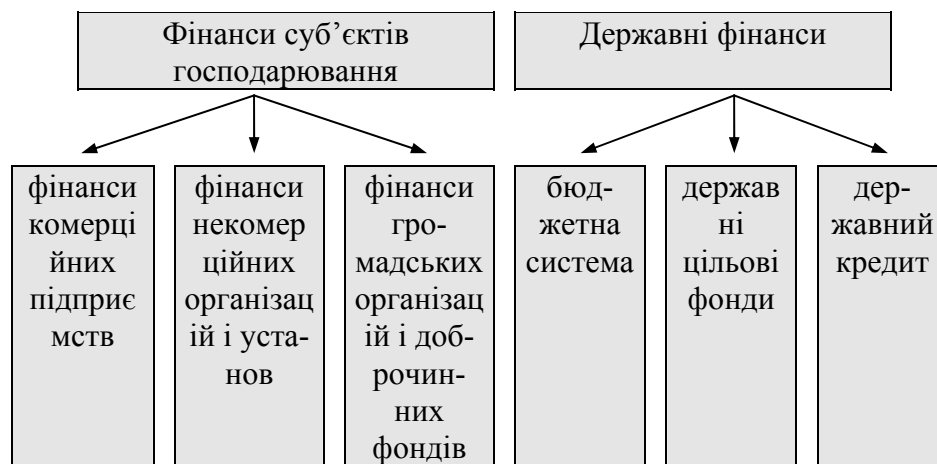 Фінанси суб’єктів
господарювання
Державні фінанси
фінанси
комерці
йних
підприє
мств
фінанси
некомер
ційних
організац
ій і уста-
нов
фінанси
гро-
мадських
організац
ій і доб-
рочин-
них
фондів
бюд-
жетна
система
держав
ні
цільові
фонди
дер-
жавний
кредит